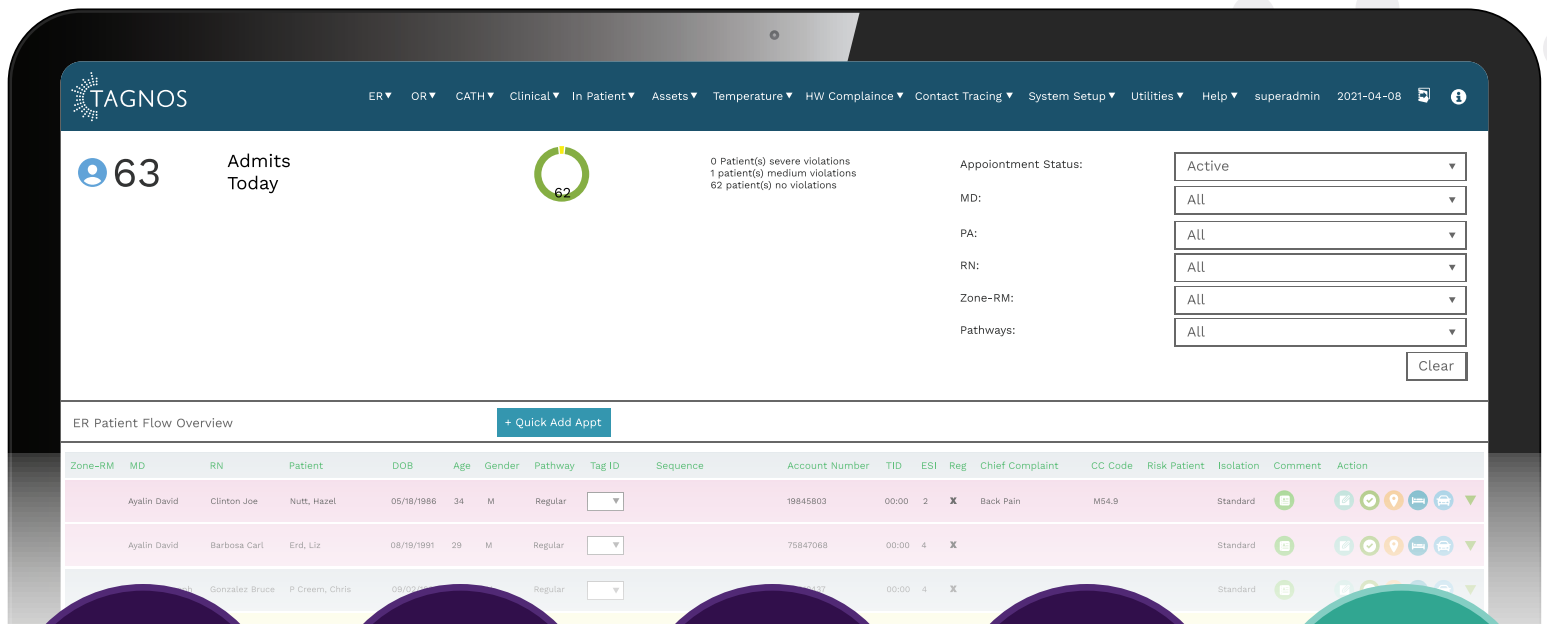 TAGNOS
ER OR CATH Clinical In Patient Assets Temperature HW Complaince Contact Tracing System Setup Utilities Help superadmin 2021-04-08
63
Admits
Today
62
0 Patient(s) severe violations
1 patient(s) medium violations
62 patient(s) no violations
Appoiontment Status: Active
MD: All
PA: All
RN: All
Zone-RM: All
Pathways: All
Clear
ER Patient Flow Overview + Quick Add Appt
Zone-RM MD RN Patient DOB Age Gender Pathway Tag ID Sequence Account Number TID ESI Reg Chief Complaint CC Code Risk Patient Isolation Comment Action
Ayalin David Clinton Joe Nutt, Hazel 05/18/1986 34 M Regular 19845803 00:00 2 X Back Pain M54.9 Standard
Ayalin David Barbosa Carl Erd, Liz 08/19/1991 29 M Regular 75847068 00:00 4 X Standard
Gonzalez Bruce P Creem, Chris Regular 00:00 4 X Standard